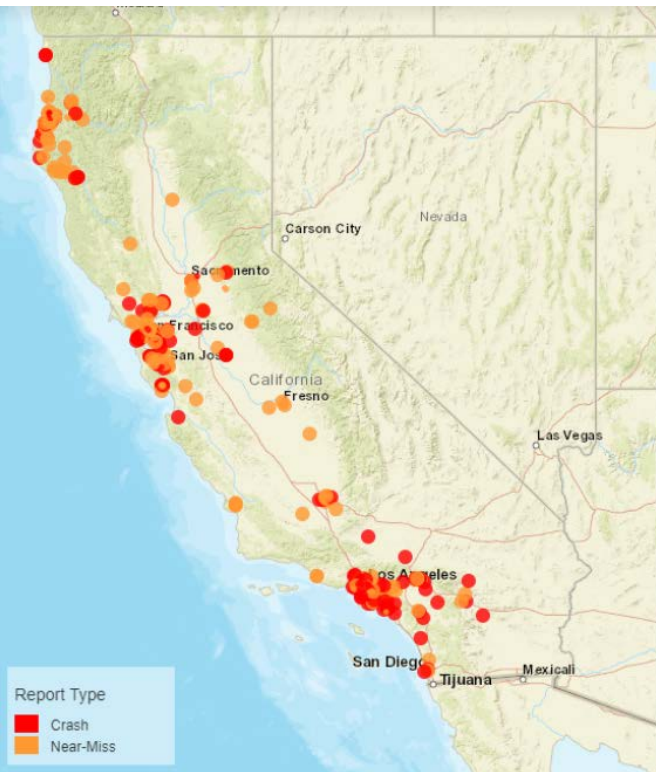 Carson City
Nevada
Sacramento
San Francisco
San Jose
California
Fresno
Las Vegas
Los Angeles
San Diego
Tijuana
Mexicali
Report Type
Crash
Near-Miss